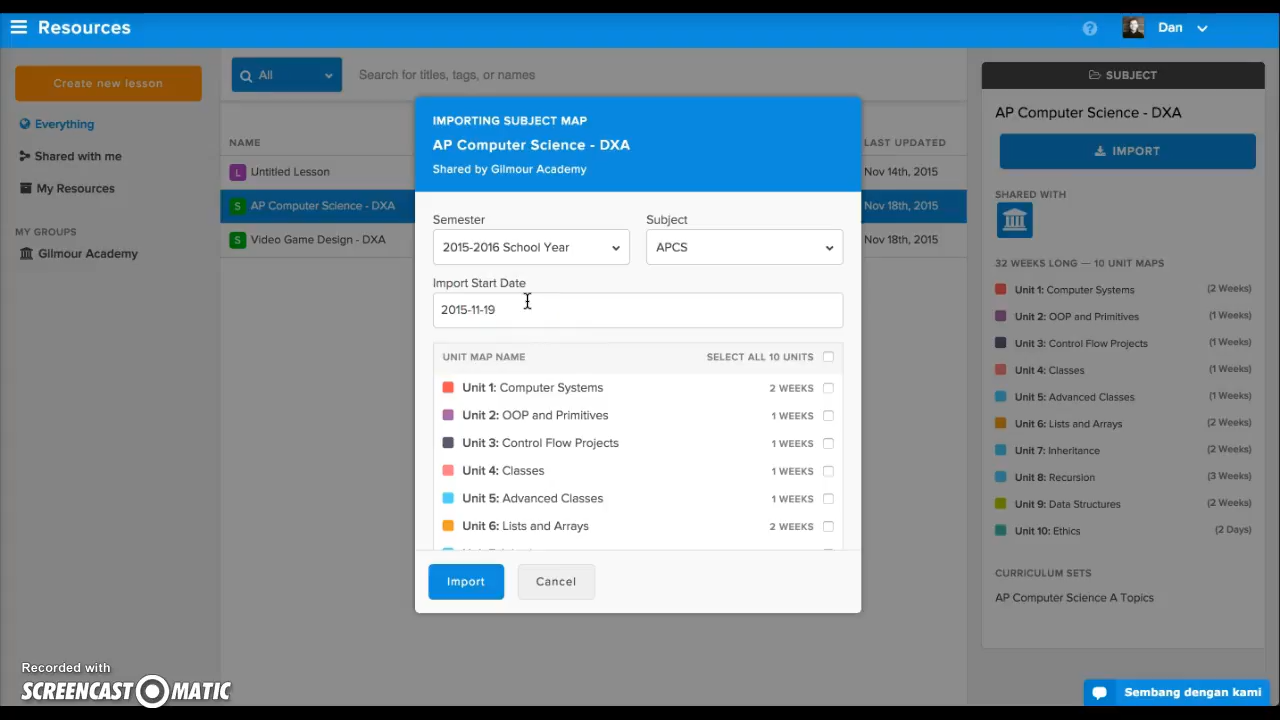 Resources
?
Dan
Create new lesson
Everything
Shared with me
My Resources
MY GROUPS
Gilmour Academy
All
Search for titles, tags, or names
NAME
LAST UPDATED
L Untitled Lesson
Nov 14th, 2015
S AP Computer Science - DXA
Nov 18th, 2015
S Video Game Design - DXA
Nov 18th, 2015
IMPORTING SUBJECT MAP
AP Computer Science - DXA
Shared by Gilmour Academy
Semester
Subject
2015-2016 School Year
APCS
Import Start Date
2015-11-19
UNIT MAP NAME
SELECT ALL 10 UNITS
Unit 1: Computer Systems 2 WEEKS
Unit 2: OOP and Primitives 1 WEEKS
Unit 3: Control Flow Projects 1 WEEKS
Unit 4: Classes 1 WEEKS
Unit 5: Advanced Classes 1 WEEKS
Unit 6: Lists and Arrays 2 WEEKS
Import
Cancel
SUBJECT
AP Computer Science - DXA
IMPORT
SHARED WITH
32 WEEKS LONG — 10 UNIT MAPS
Unit 1: Computer Systems (2 Weeks)
Unit 2: OOP and Primitives (1 Weeks)
Unit 3: Control Flow Projects (1 Weeks)
Unit 4: Classes (1 Weeks)
Unit 5: Advanced Classes (1 Weeks)
Unit 6: Lists and Arrays (2 Weeks)
Unit 7: Inheritance (2 Weeks)
Unit 8: Recursion (3 Weeks)
Unit 9: Data Structures (2 Weeks)
Unit 10: Ethics (2 Days)
CURRICULUM SETS
AP Computer Science A Topics
Recorded with
SCREENCAST-O-MATIC
Sembang dengan kami